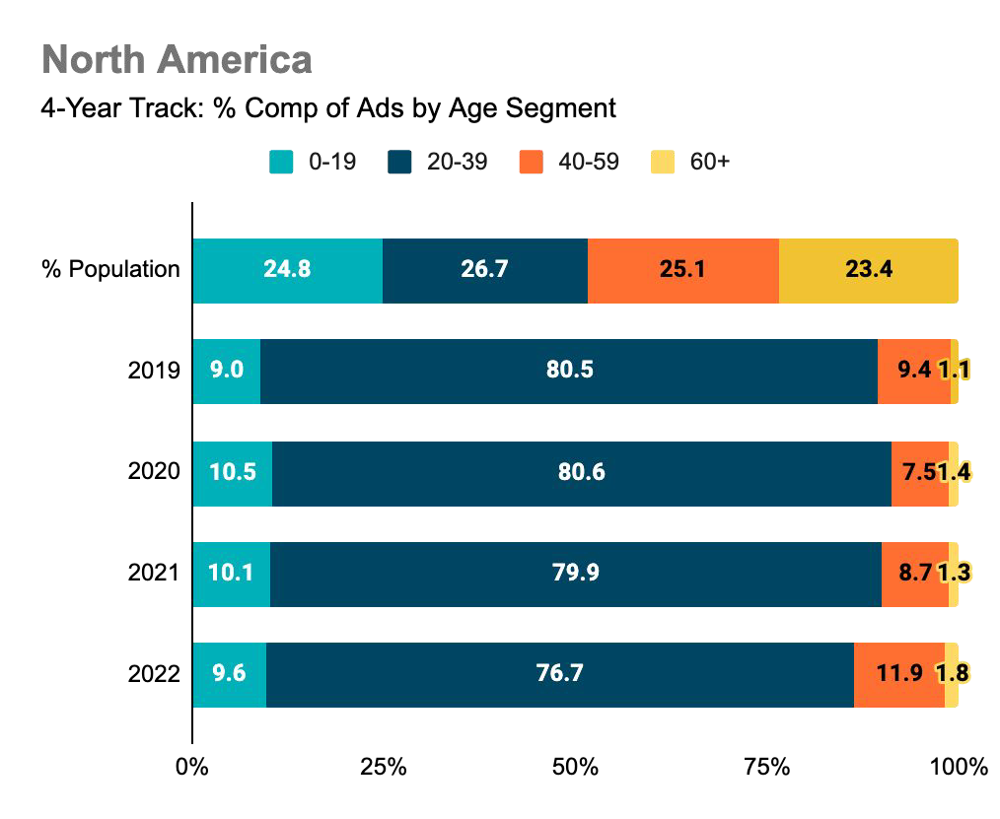 North America
4-Year Track: % Comp of Ads by Age Segment
0-19 20-39 40-59 60+
% Population 24.8 26.7 25.1 23.4
2019 9.0 80.5 9.4 1.1
2020 10.5 80.6 7.5 1.4
2021 10.1 79.9 8.7 1.3
2022 9.6 76.7 11.9 1.8
0% 25% 50% 75% 100%